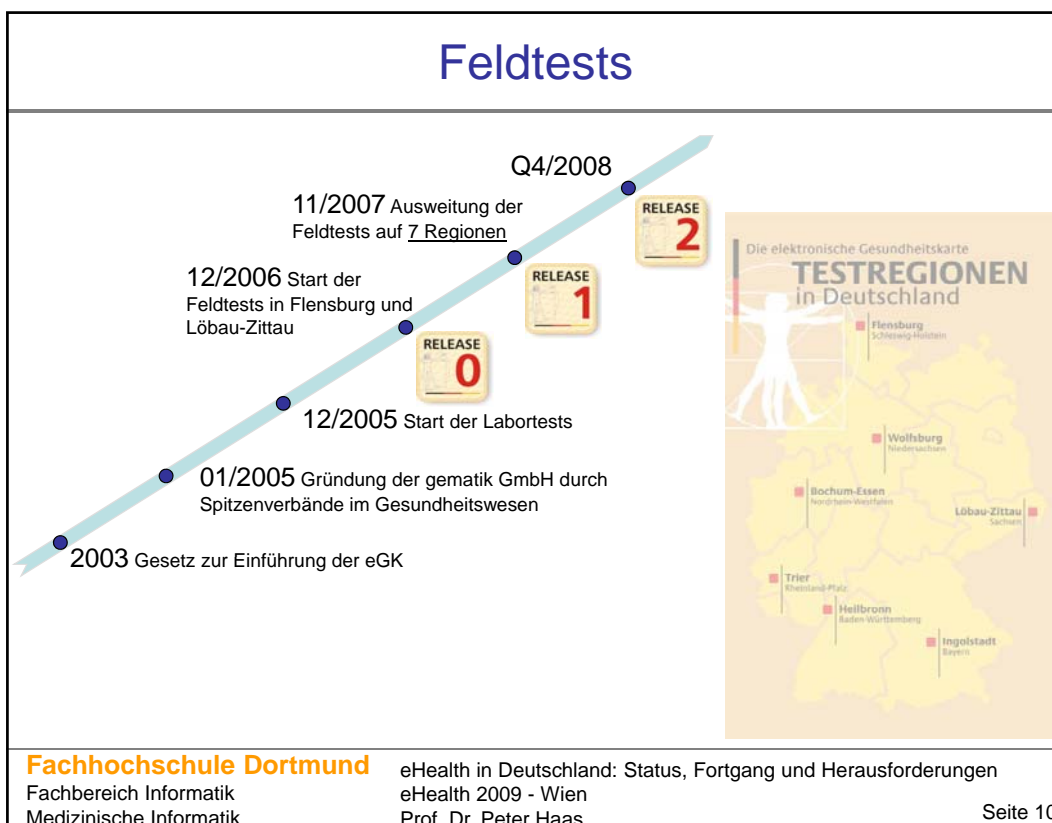 Feldtests
Q4/2008
11/2007 Ausweitung der
Feldtests auf 7 Regionen
12/2006 Start der
Feldtests in Flensburg und
Löbau-Zittau
12/2005 Start der Labortests
01/2005 Gründung der gematik GmbH durch
Spitzenverbände im Gesundheitswesen
2003 Gesetz zur Einführung der eGK
RELEASE
2
RELEASE
1
RELEASE
0
Die elektronische Gesundheitskarte
TESTREGIONEN
in Deutschland
Flensburg
Schleswig-Holstein
Wolfsburg
Niedersachsen
Bochum-Essen
Nordrhein-Westfalen
Löbau-Zittau
Sachsen
Trier
Rheinland-Pfalz
Heilbronn
Baden-Württemberg
Ingolstadt
Bayern
Fachhochschule Dortmund
Fachbereich Informatik
Medizinische Informatik
eHealth in Deutschland: Status, Fortgang und Herausforderungen
eHealth 2009 - Wien
Prof. Dr. Peter Haas
Seite 10